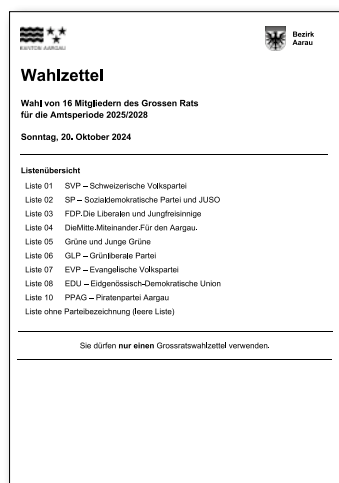 KANTON AARGAU
Bezirk
Aarau
Wahlzettel
Wahl von 16 Mitgliedern des Grossen Rats
für die Amtsperiode 2025/2028
Sonntag, 20. Oktober 2024
Listenübersicht
Liste 01 SVP – Schweizerische Volkspartei
Liste 02 SP – Sozialdemokratische Partei und JUSO
Liste 03 FDP.Die Liberalen und Jungfreisinnige
Liste 04 DieMitte.Miteinander.Für den Aargau.
Liste 05 Grüne und Junge Grüne
Liste 06 GLP – Grünliberale Partei
Liste 07 EVP – Evangelische Volkspartei
Liste 08 EDU – Eidgenössisch-Demokratische Union
Liste 10 PPAG – Piratenpartei Aargau
Liste ohne Parteibezeichnung (leere Liste)
Sie dürfen nur einen Grossratswahlzettel verwenden.